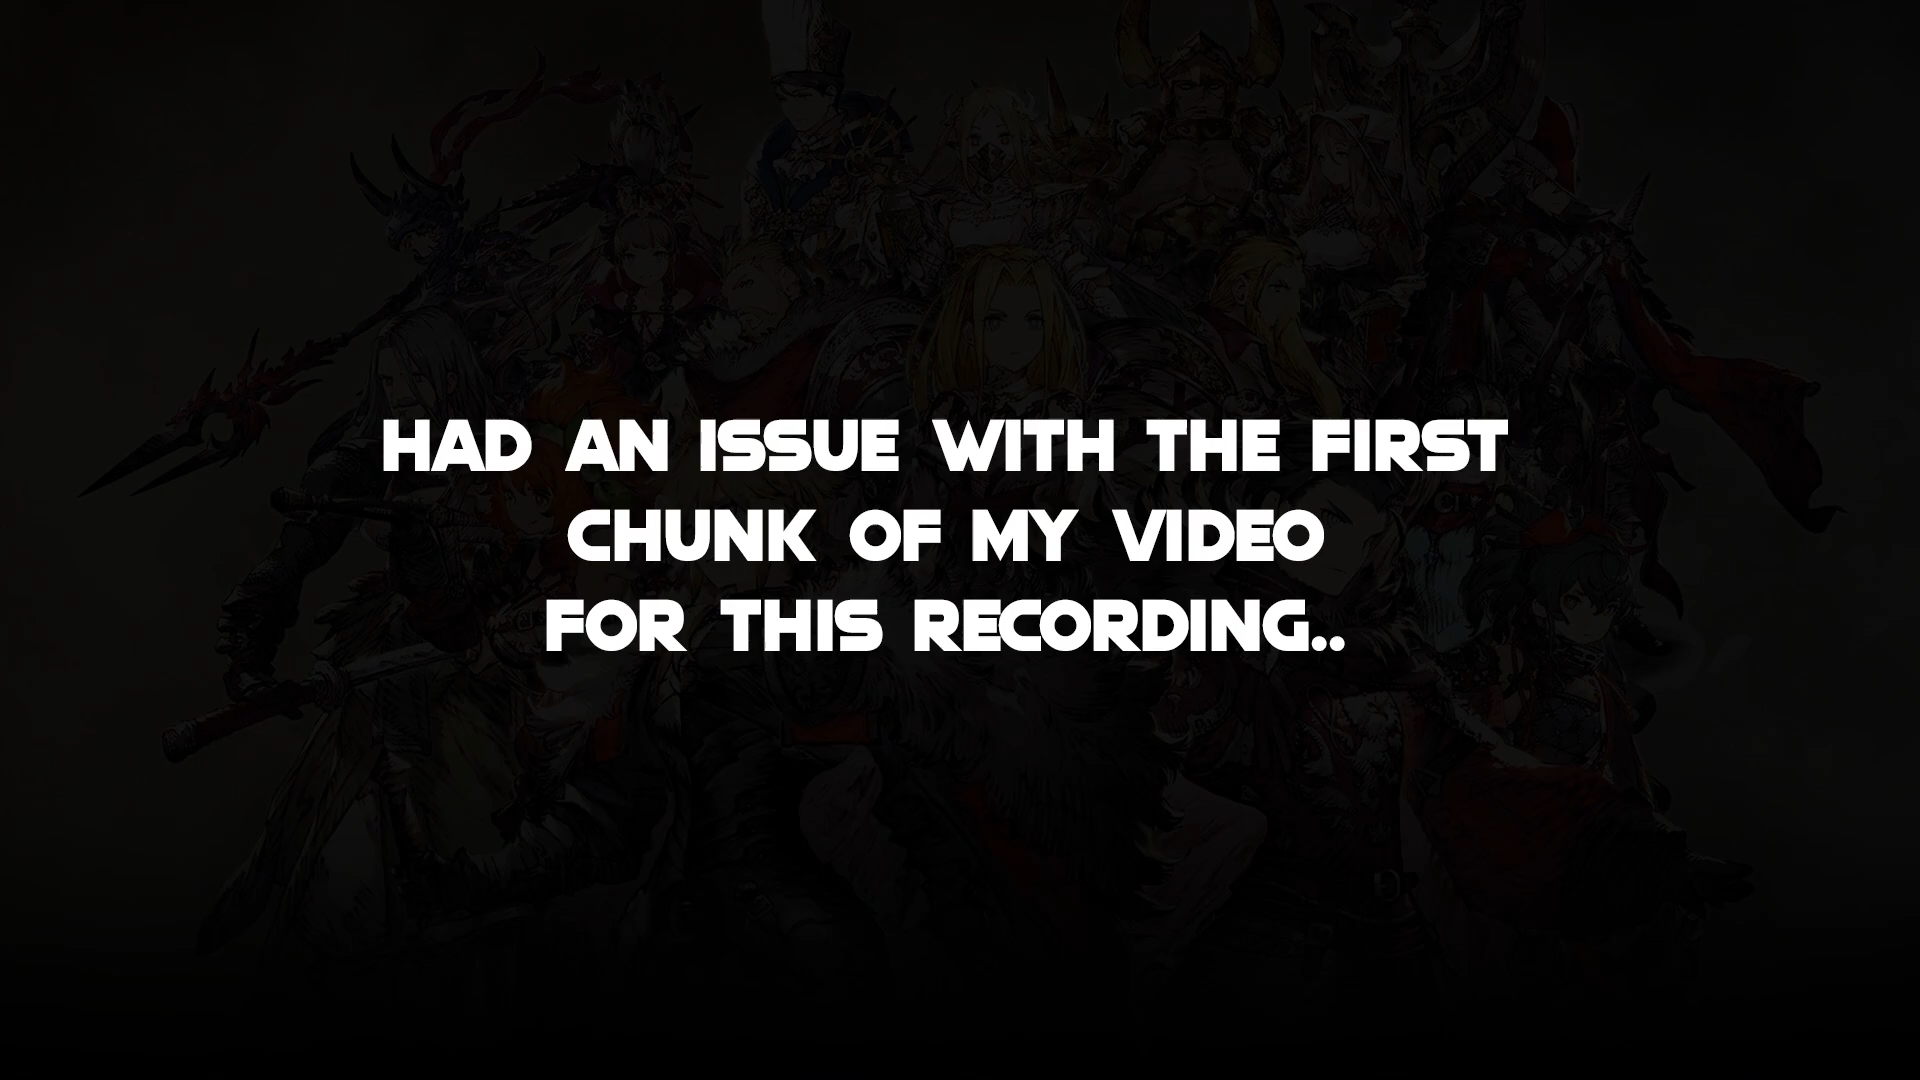 HAD AN ISSUE WITH THE FIRST
CHUNK OF MY VIDEO
FOR THIS RECORDING..